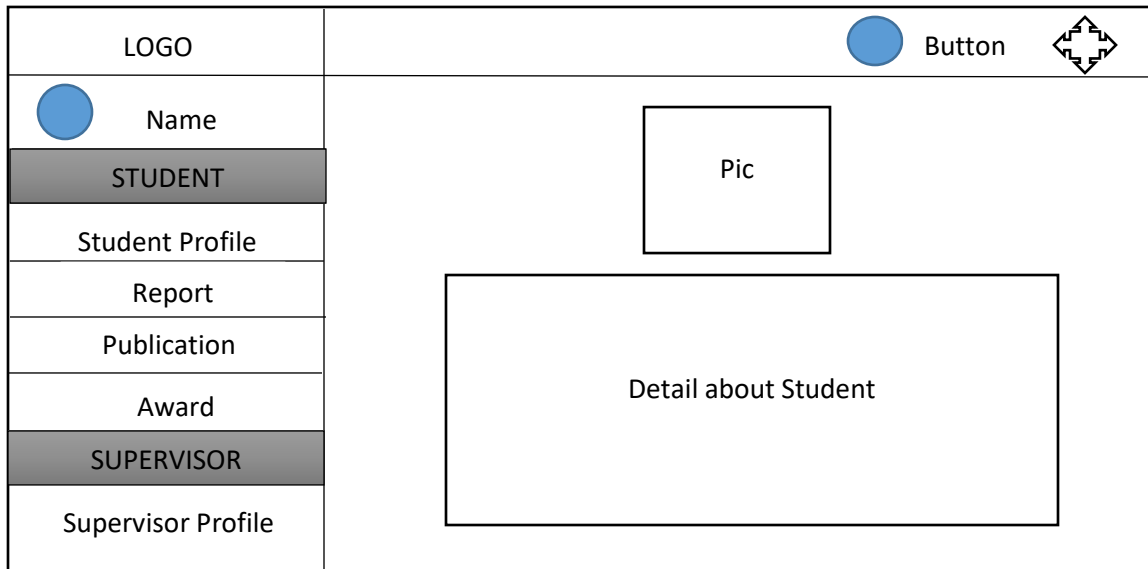 LOGO
Button
Name
STUDENT
Pic
Student Profile
Report
Publication
Award
Detail about Student
SUPERVISOR
Supervisor Profile